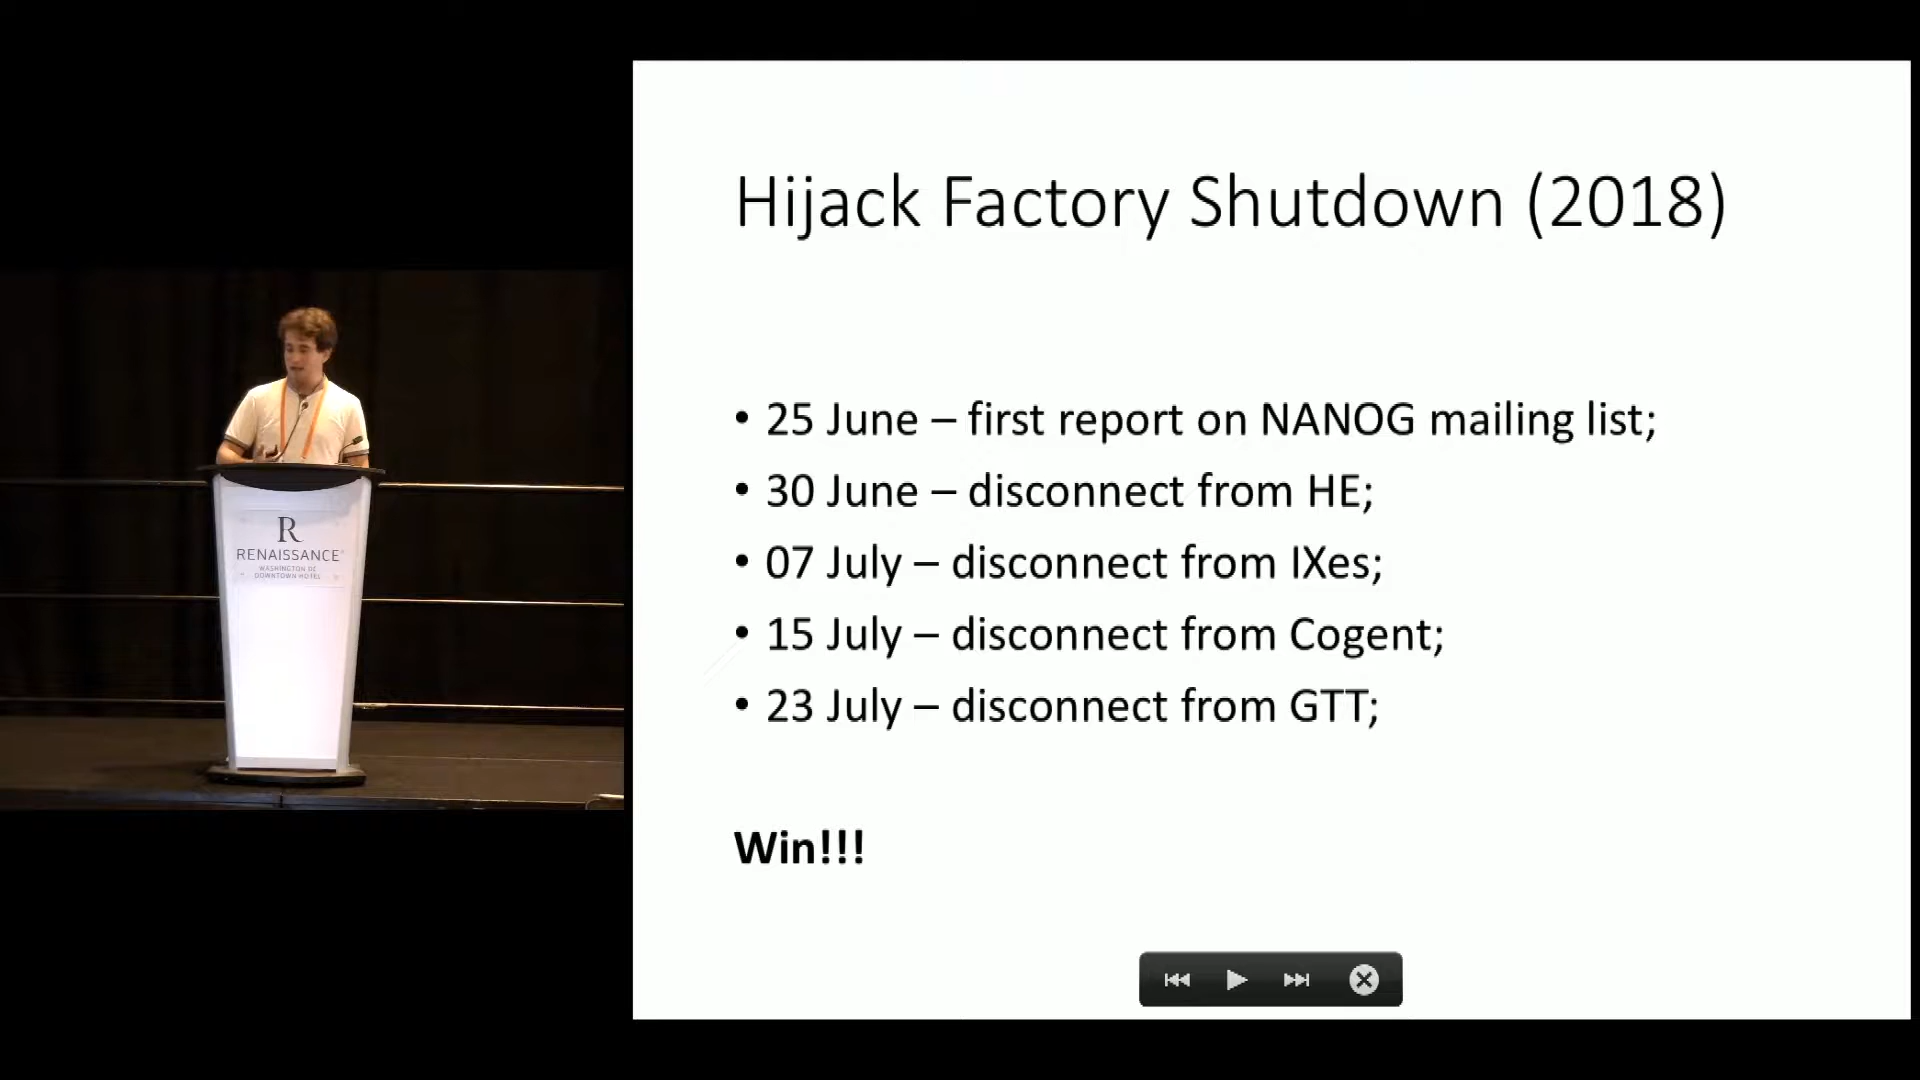 Hijack Factory Shutdown (2018)
• 25 June – first report on NANOG mailing list;
• 30 June – disconnect from HE;
• 07 July – disconnect from IXes;
• 15 July – disconnect from Cogent;
• 23 July – disconnect from GTT;
Win!!!
R
RENAISSANCE
WASHINGTON DC
DOWNTOWN HOTEL